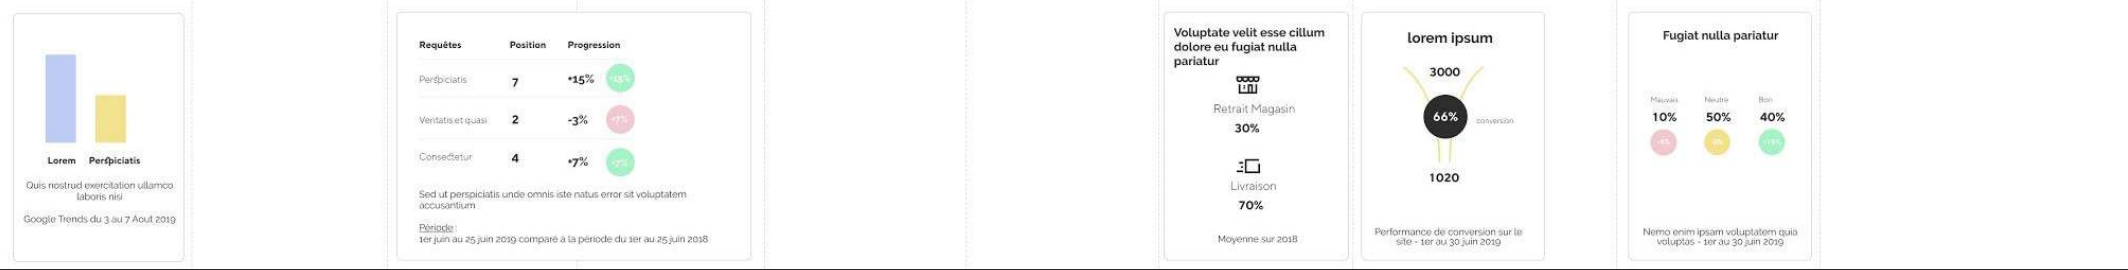 Lorem Perspiciatis
Quis nostrud exercitation ullamco
laboris nisi
Google Trends du 3 au 7 Aout 2019
Requêtes Position Progression
Perspiciatis 7 +15% +15%
Veritatis et quasi 2 -3% +7%
Consectetur 4 +7% +7%
Sed ut perspiciatis unde omnis iste natus error sit voluptatem
accusantium
Période :
1er juin au 25 juin 2019 comparé à la période du 1er au 25 juin 2018
Voluptate velit esse cillum
dolore eu fugiat nulla
pariatur
Retrait Magasin
30%
Livraison
70%
Moyenne sur 2018
lorem ipsum
3000
66% conversion
1020
Performance de conversion sur le
site - 1er au 30 juin 2019
Fugiat nulla pariatur
Mauvais Neutre Bon
10% 50% 40%
Nemo enim ipsam voluptatem quia
voluptas - 1er au 30 juin 2019